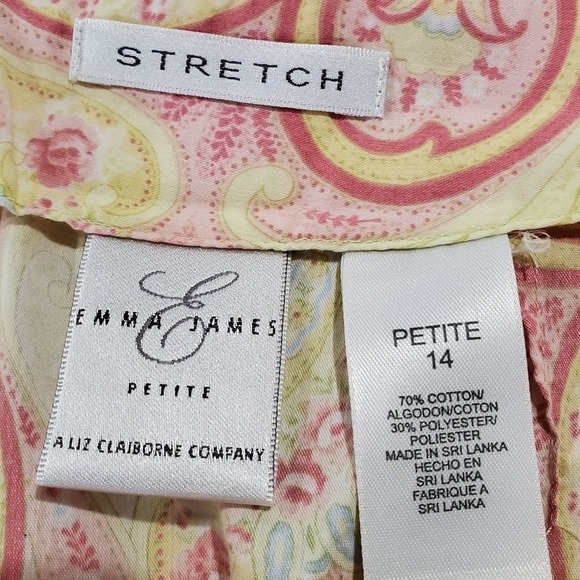 STRETCH
E
EMMA JAMES
PETITE
A LIZ CLAIBORNE COMPANY
PETITE
14
70% COTTON/
ALGODON/COTON
30% POLYESTER/
POLIESTER
MADE IN SRI LANKA
HECHO EN
SRI LANKA
FABRIQUE A
SRI LANKA